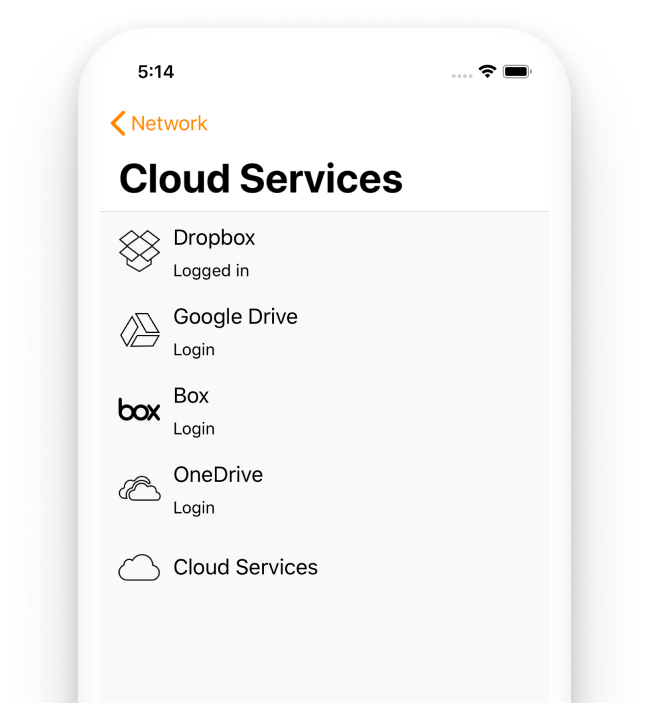 5:14
Network
Cloud Services
Dropbox
Logged in
Google Drive
Login
box
Box
Login
OneDrive
Login
Cloud Services